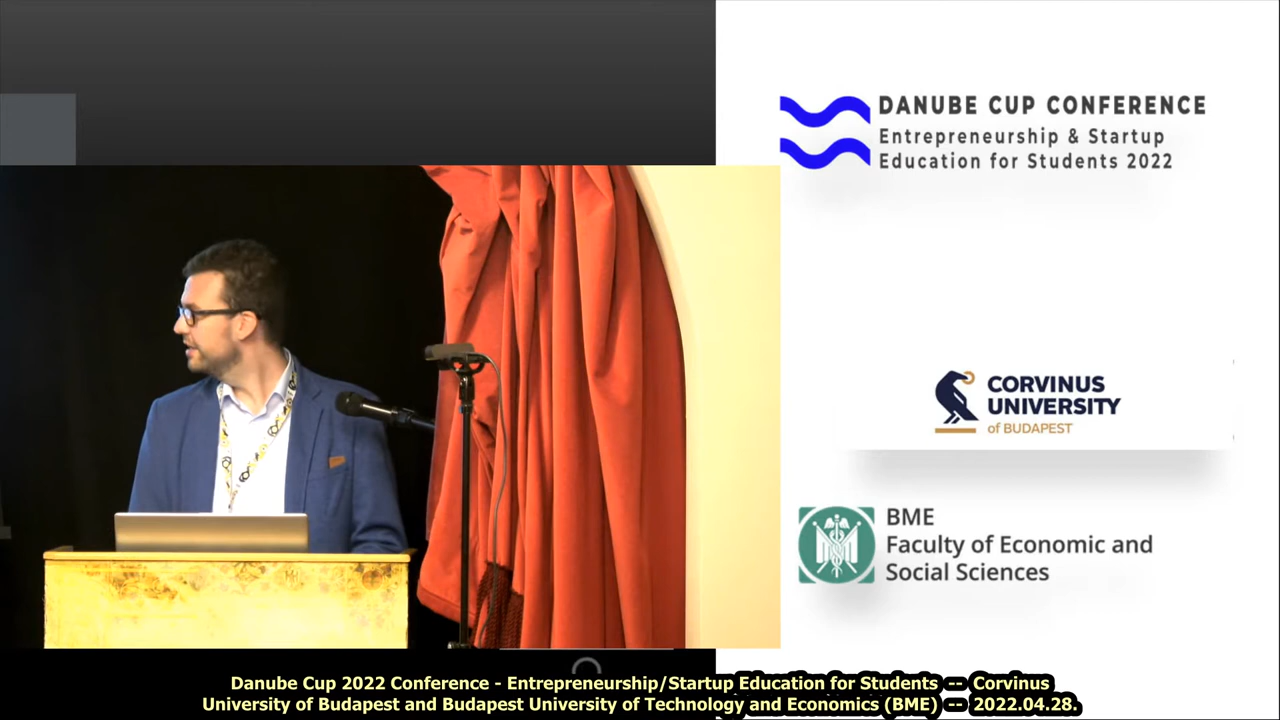 DANUBE CUP CONFERENCE
Entrepreneurship & Startup
Education for Students 2022
CORVINUS
UNIVERSITY
of BUDAPEST
BME
Faculty of Economic and
Social Sciences
Danube Cup 2022 Conference - Entrepreneurship/Startup Education for Students -- Corvinus
University of Budapest and Budapest University of Technology and Economics (BME) -- 2022.04.28.